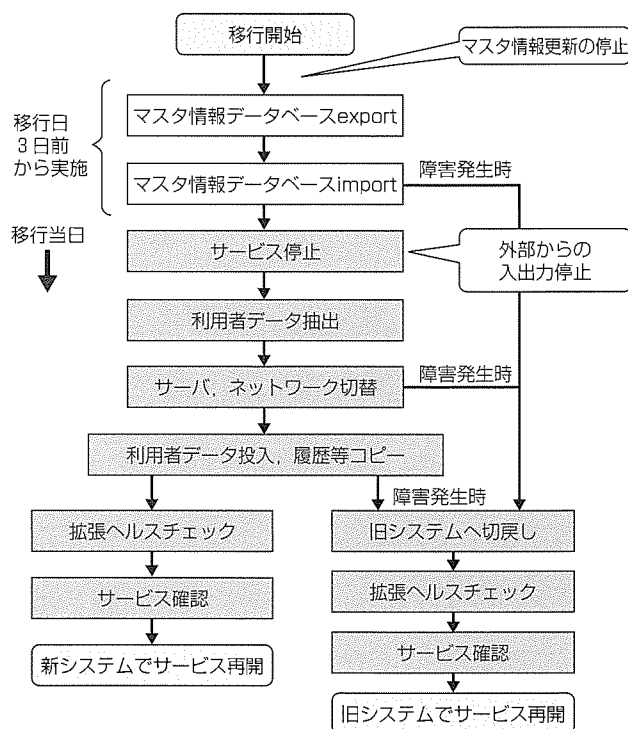 移行開始
マスタ情報更新の停止
移行日
3日前
から実施
マスタ情報データベースexport
マスタ情報データベースimport
障害発生時
移行当日
サービス停止
外部からの
入出力停止
利用者データ抽出
サーバ，ネットワーク切替
障害発生時
利用者データ投入，履歴等コピー
障害発生時
拡張ヘルスチェック
旧システムへ切戻し
サービス確認
拡張ヘルスチェック
新システムでサービス再開
サービス確認
旧システムでサービス再開